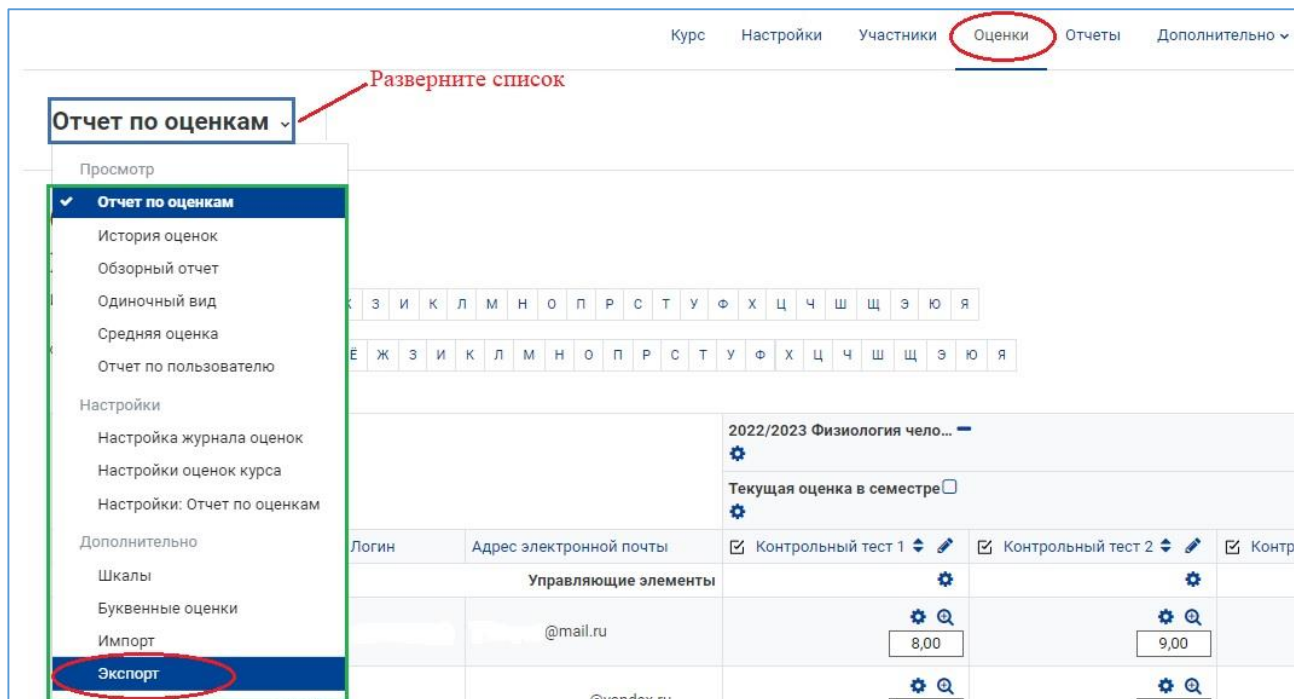 Курс Настройки Участники Оценки Отчеты Дополнительно
Разверните список
Отчет по оценкам
Просмотр
Отчет по оценкам
История оценок
Обзорный отчет
Одиночный вид
Средняя оценка
Отчет по пользователю
Настройки
Настройка журнала оценок
Настройки оценок курса
Настройки: Отчет по оценкам
Дополнительно
Шкалы
Буквенные оценки
Импорт
Экспорт
З И К Л М Н О П Р С Т У Ф Х Ц Ч Ш Щ Э Ю Я
Ё Ж З И К Л М Н О П Р С Т У Ф Х Ц Ч Ш Щ Э Ю Я
2022/2023 Физиология чело...
Текущая оценка в семестре
Логин Адрес электронной почты Контрольный тест 1 Контрольный тест 2 Контр
Управляющие элементы
@mail.ru 8,00 9,00